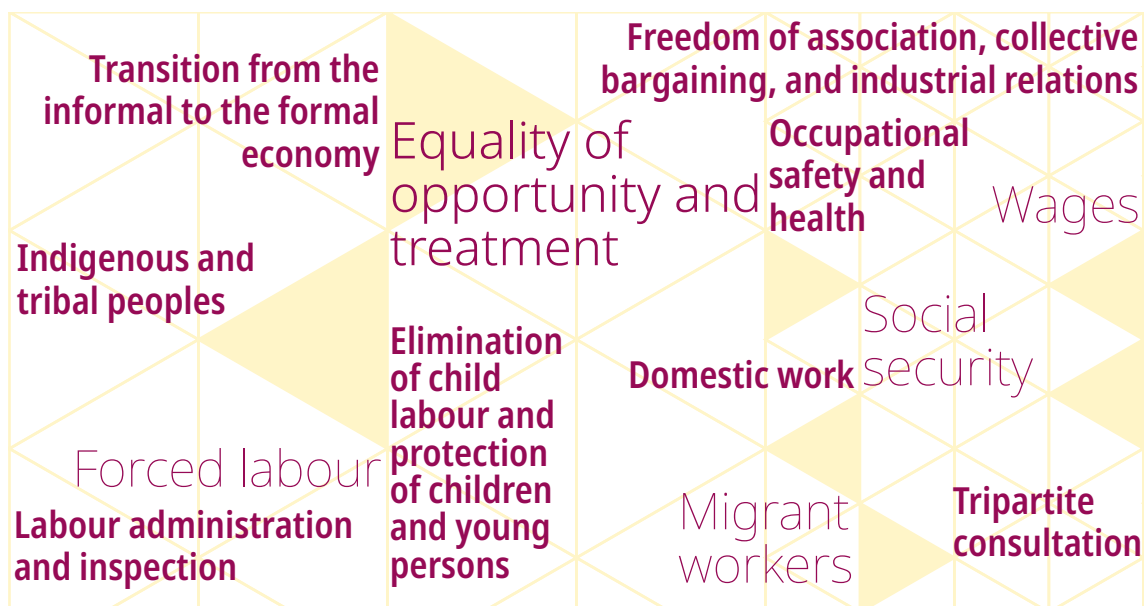 Transition from the
informal to the formal
economy
Freedom of association, collective
bargaining, and industrial relations
Equality of
opportunity and
treatment
Occupational
safety and
health
Wages
Indigenous and
tribal peoples
Elimination
of child
labour and
protection
of children
and young
persons
Domestic work
Social
security
Forced labour
Labour administration
and inspection
Migrant
workers
Tripartite
consultation